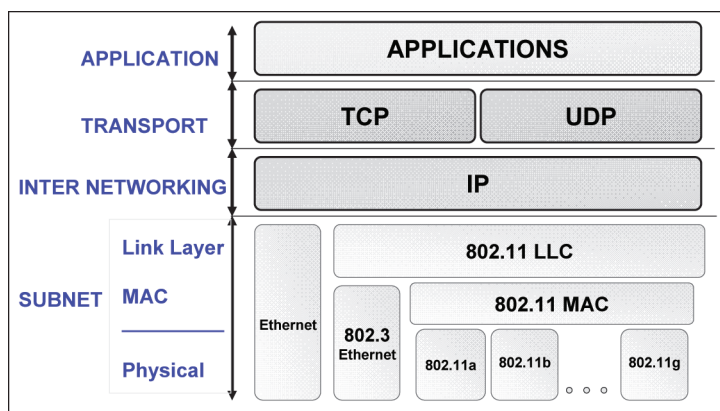 APPLICATION
APPLICATIONS
TRANSPORT
TCP
UDP
INTER NETWORKING
IP
SUBNET
Link Layer
MAC
Physical
Ethernet
802.11 LLC
802.3
Ethernet
802.11 MAC
802.11a
802.11b
802.11g